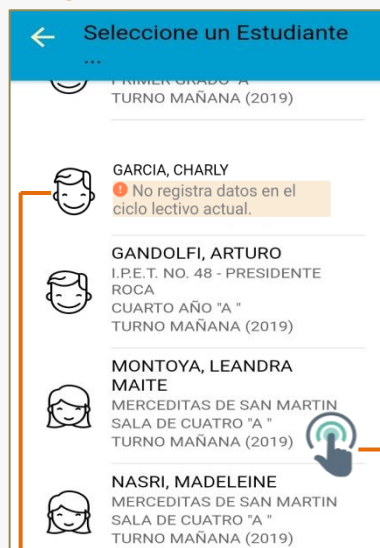 Seleccione un Estudiante
...
PRIMER GRADO "A "
TURNO MAÑANA (2019)
GARCIA, CHARLY
No registra datos en el
ciclo lectivo actual.
GANDOLFI, ARTURO
I.P.E.T. NO. 48 - PRESIDENTE
ROCA
CUARTO AÑO "A "
TURNO MAÑANA (2019)
MONTOYA, LEANDRA
MAITE
MERCEDITAS DE SAN MARTIN
SALA DE CUATRO "A "
TURNO MAÑANA (2019)
NASRI, MADELEINE
MERCEDITAS DE SAN MARTIN
SALA DE CUATRO "A "
TURNO MAÑANA (2019)